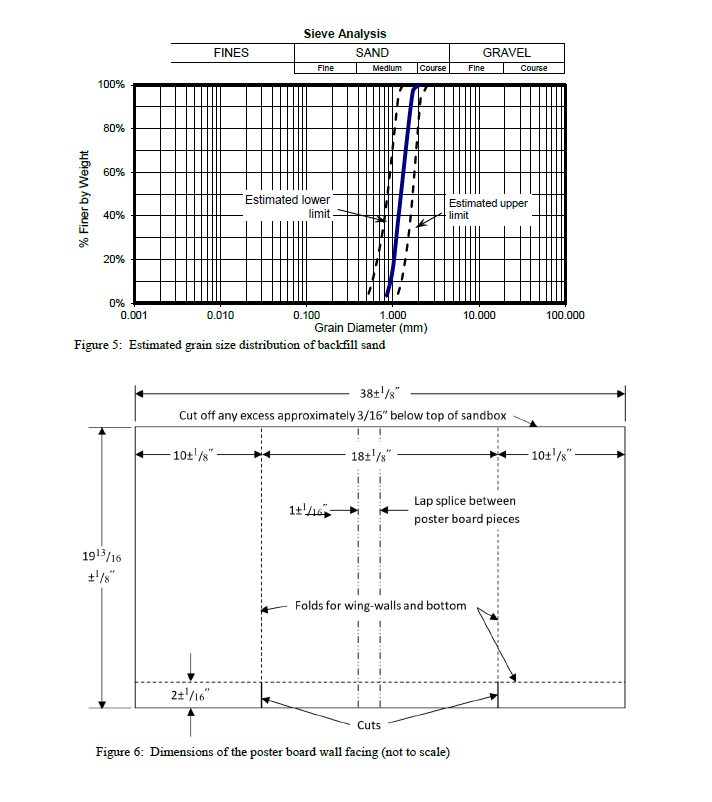 Sieve Analysis
FINES SAND GRAVEL
Fine Medium Course Fine Course
100%
80%
60%
40%
20%
0%
% Finer by Weight
Estimated lower
limit
Estimated upper
limit
0.001 0.010 0.100 1.000 10.000 100.000
Grain Diameter (mm)
Figure 5: Estimated grain size distribution of backfill sand
38±1/8"
Cut off any excess approximately 3/16" below top of sandbox
10±1/8" 18±1/8" 10±1/8"
1±1/16"
Lap splice between
poster board pieces
19 13/16
±1/8"
Folds for wing-walls and bottom
2±1/16"
Cuts
Figure 6: Dimensions of the poster board wall facing (not to scale)